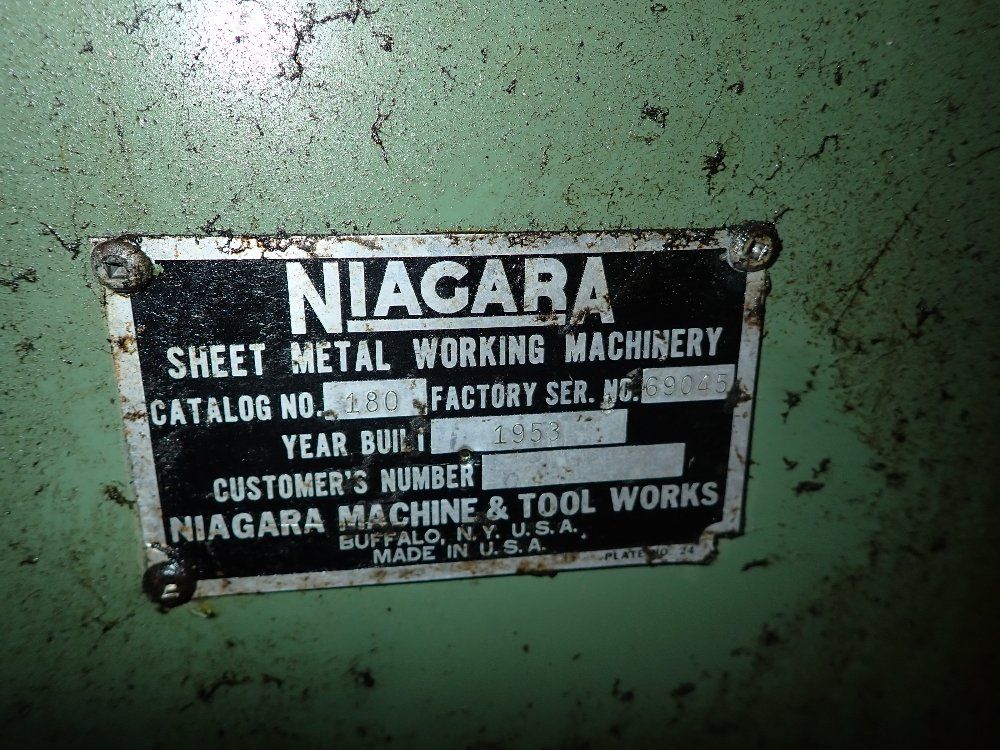 NIAGARA
SHEET METAL WORKING MACHINERY
CATALOG NO. 180 FACTORY SER. NO. 69045
YEAR BUILT 1953
CUSTOMER'S NUMBER
NIAGARA MACHINE & TOOL WORKS
BUFFALO, N.Y. U.S.A.
MADE IN U.S.A.
PLATE NO. 24